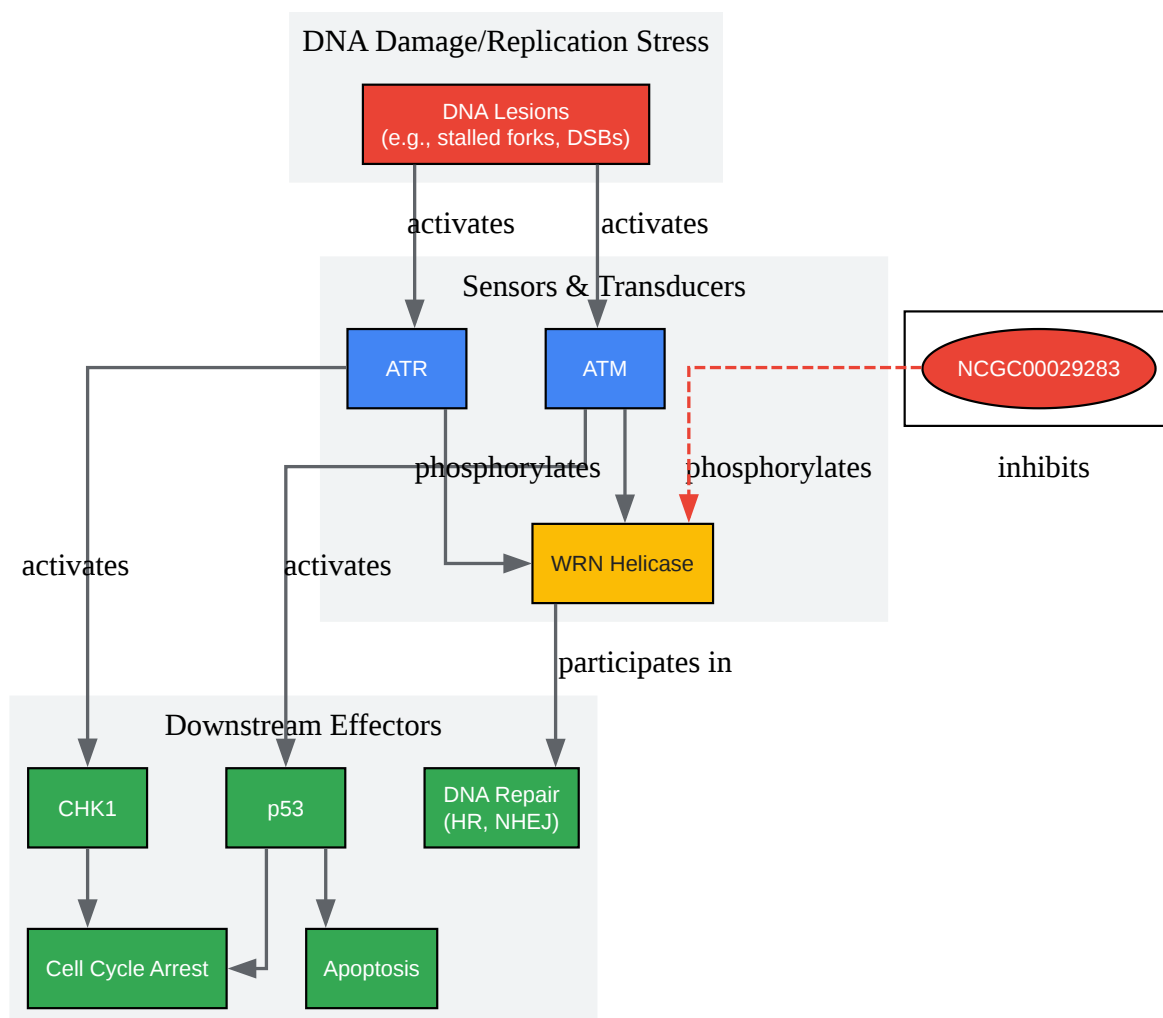 DNA Damage/Replication Stress
DNA Lesions
(e.g., stalled forks, DSBs)
activates
activates
Sensors & Transducers
ATR
ATM
NCGC00029283
phosphorylates
phosphorylates
inhibits
WRN Helicase
activates
activates
participates in
Downstream Effectors
CHK1
p53
DNA Repair
(HR, NHEJ)
Cell Cycle Arrest
Apoptosis